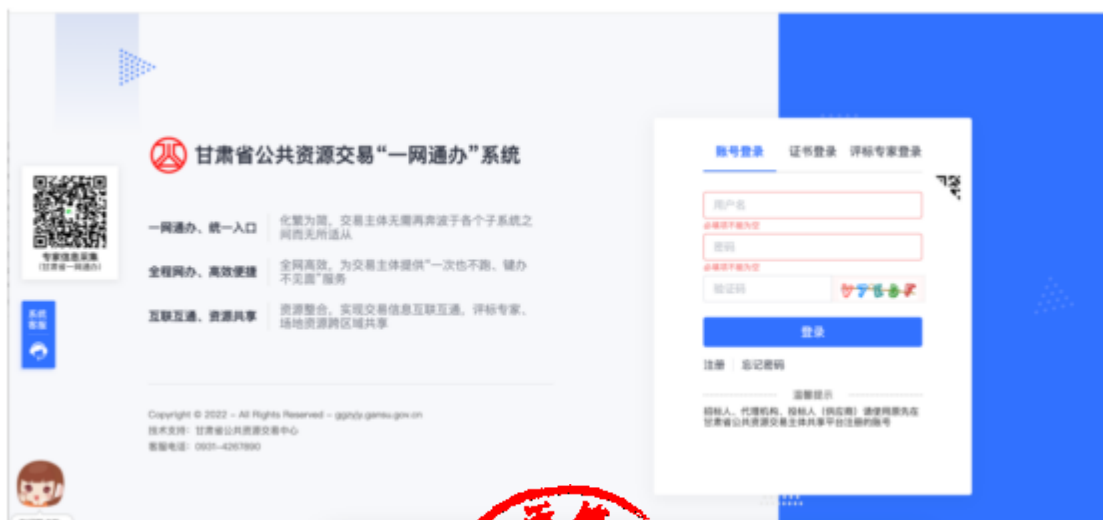 甘肃省公共资源交易“一网通办”系统
一网通办、统一入口
化繁为简，交易主体无需再奔波于各个子系统之
间而无所适从
全程网办、高效便捷
全网高效，为交易主体提供“一次也不跑、键办
不见面”服务
互联互通、资源共享
资源整合，实现交易信息互联互通，评标专家、
场地资源跨区域共享
Copyright © 2022 - All Rights Reserved - ggzyjy.gansu.gov.cn
技术支持：甘肃省公共资源交易中心
客服电话：0931-4267890
专家信息采集
(甘肃省一网通办)
系统
客服
账号登录 证书登录 评标专家登录
用户名
必填项不能为空
密码
必填项不能为空
验证码
登录
注册 忘记密码
温馨提示
招标人、代理机构、投标人（供应商）请使用原先在
甘肃省公共资源交易主体共享平台注册的账号